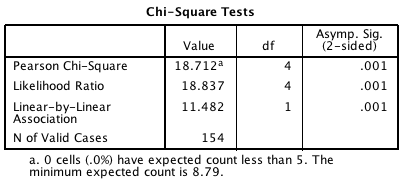 Chi-Square Tests
Value df Asymp. Sig. (2-sided)
Pearson Chi-Square 18.712a 4 .001
Likelihood Ratio 18.837 4 .001
Linear-by-Linear Association 11.482 1 .001
N of Valid Cases 154
a. 0 cells (.0%) have expected count less than 5. The
minimum expected count is 8.79.